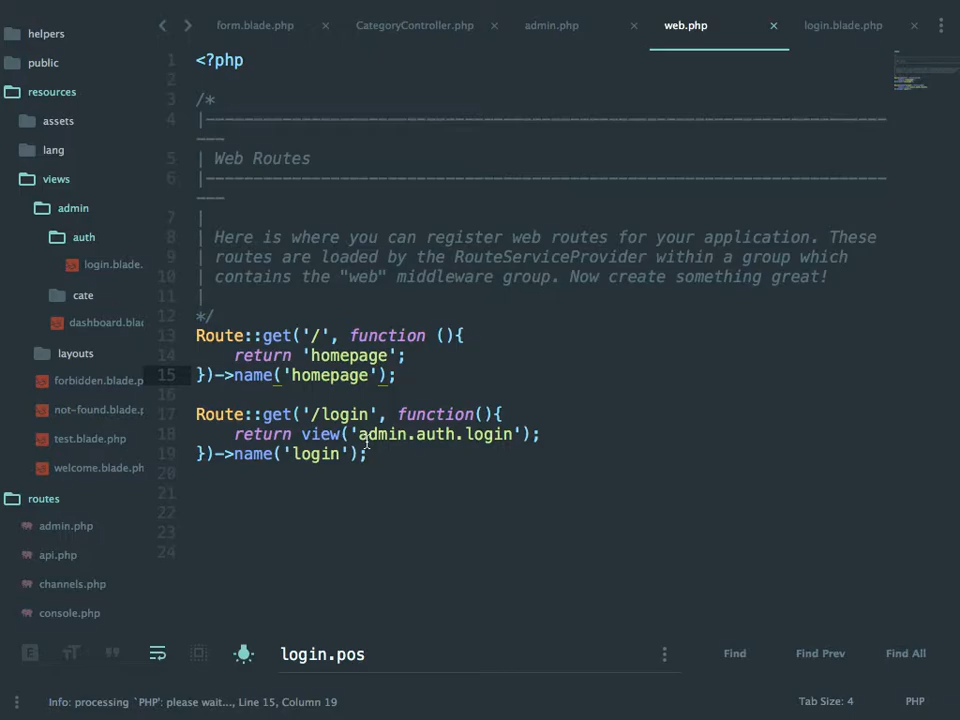 helpers
public
resources
assets
lang
views
admin
auth
login.blade.
cate
dashboard.bla
layouts
forbidden.blade.p
not-found.blade.p
test.blade.php
welcome.blade.ph
routes
admin.php
api.php
channels.php
console.php
form.blade.php
CategoryController.php
admin.php
web.php
login.blade.php
1 <?php
2
3 /*
4 |--------------------------------------------------------------------------
5 | Web Routes
6 |--------------------------------------------------------------------------
7 |
8 | Here is where you can register web routes for your application. These
9 | routes are loaded by the RouteServiceProvider within a group which
10 | contains the "web" middleware group. Now create something great!
11 |
12 */
13 Route::get('/', function (){
14 return 'homepage';
15 })->name('homepage');
16
17 Route::get('/login', function(){
18 return view('admin.auth.login');
19 })->name('login');
20
21
22
23
24
login.pos
Find
Find Prev
Find All
Info: processing `PHP': please wait..., Line 15, Column 19
Tab Size: 4
PHP